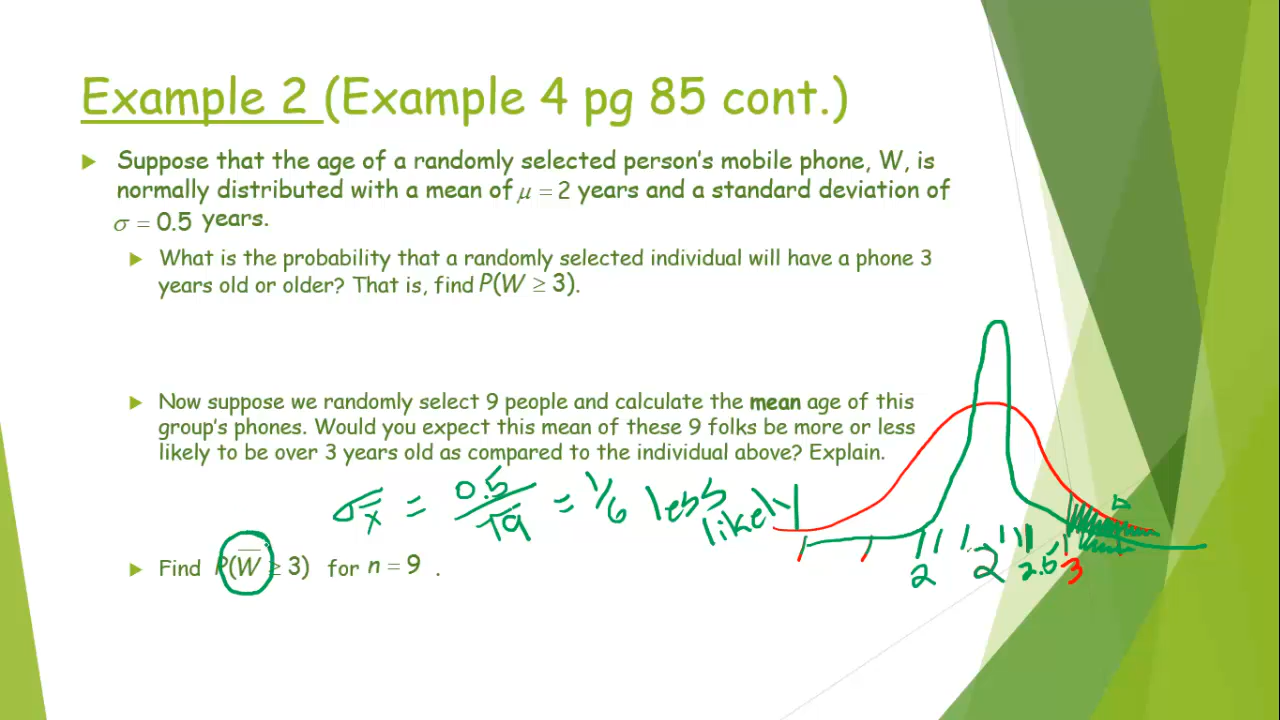 Example 2 (Example 4 pg 85 cont.)
Suppose that the age of a randomly selected person's mobile phone, W, is
normally distributed with a mean of μ = 2 years and a standard deviation of
σ = 0.5 years.
What is the probability that a randomly selected individual will have a phone 3
years old or older? That is, find P(W ≥ 3).
Now suppose we randomly select 9 people and calculate the mean age of this
group's phones. Would you expect this mean of these 9 folks be more or less
likely to be over 3 years old as compared to the individual above? Explain.
σx̄ = 0.5/√9 = 1/6 less
likely
Find P(W̅ ≥ 3) for n = 9 .
2 2 2.5 3